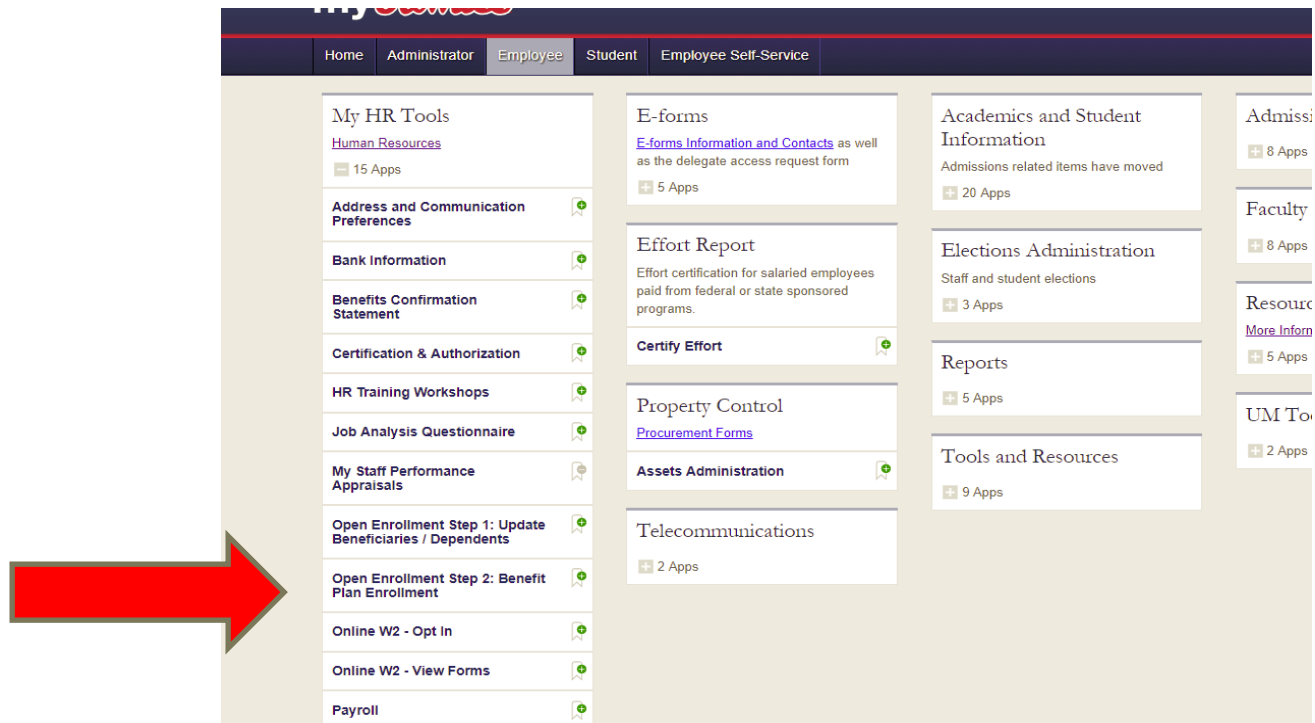 Home Administrator Employee Student Employee Self-Service
My HR Tools
Human Resources
15 Apps
Address and Communication
Preferences
Bank Information
Benefits Confirmation
Statement
Certification & Authorization
HR Training Workshops
Job Analysis Questionnaire
My Staff Performance
Appraisals
Open Enrollment Step 1: Update
Beneficiaries / Dependents
Open Enrollment Step 2: Benefit
Plan Enrollment
Online W2 - Opt In
Online W2 - View Forms
Payroll
E-forms
E-forms Information and Contacts as well
as the delegate access request form
5 Apps
Effort Report
Effort certification for salaried employees
paid from federal or state sponsored
programs.
Certify Effort
Property Control
Procurement Forms
Assets Administration
Telecommunications
2 Apps
Academics and Student
Information
Admissions related items have moved
20 Apps
Elections Administration
Staff and student elections
3 Apps
Reports
5 Apps
Tools and Resources
9 Apps
8 Apps
Faculty
8 Apps
More
5 Apps
UM
2 Apps